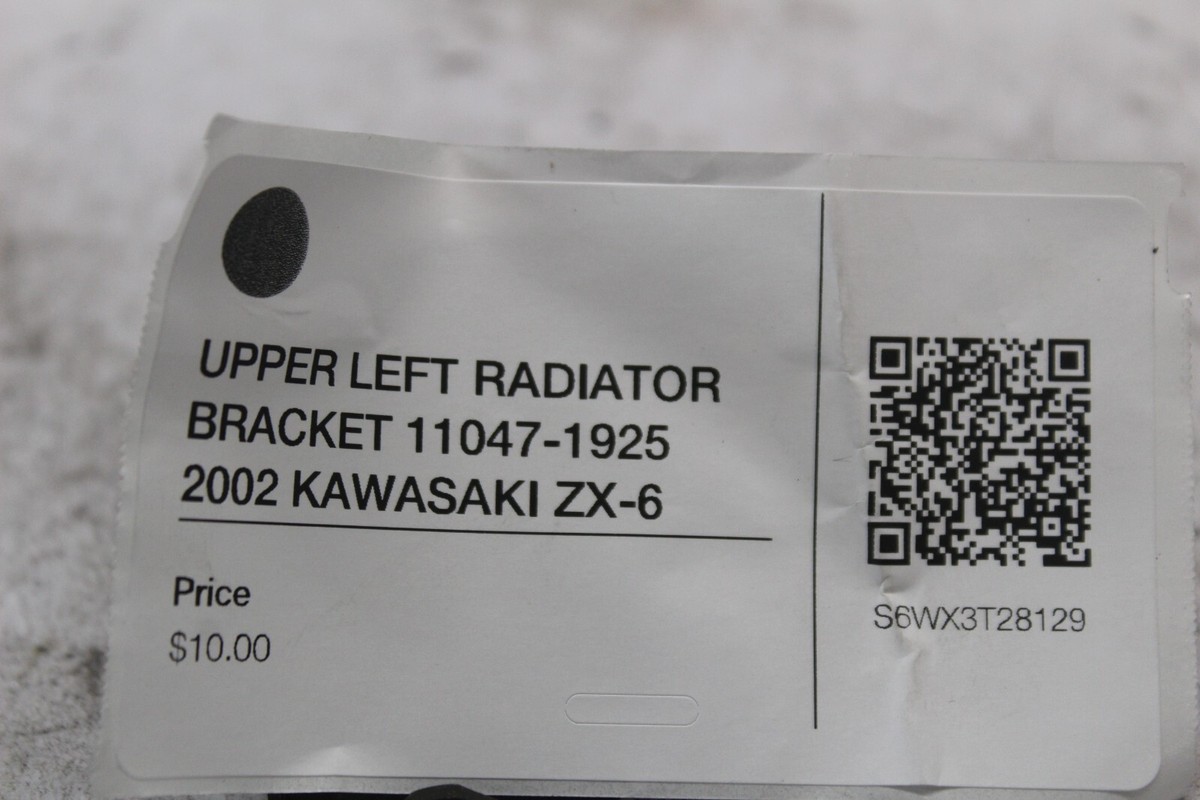 UPPER LEFT RADIATOR
BRACKET 11047-1925
2002 KAWASAKI ZX-6
Price
$10.00
S6WX3T28129